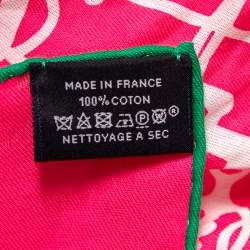 MADE IN FRANCE
100% COTON
NETTOYAGE A SEC